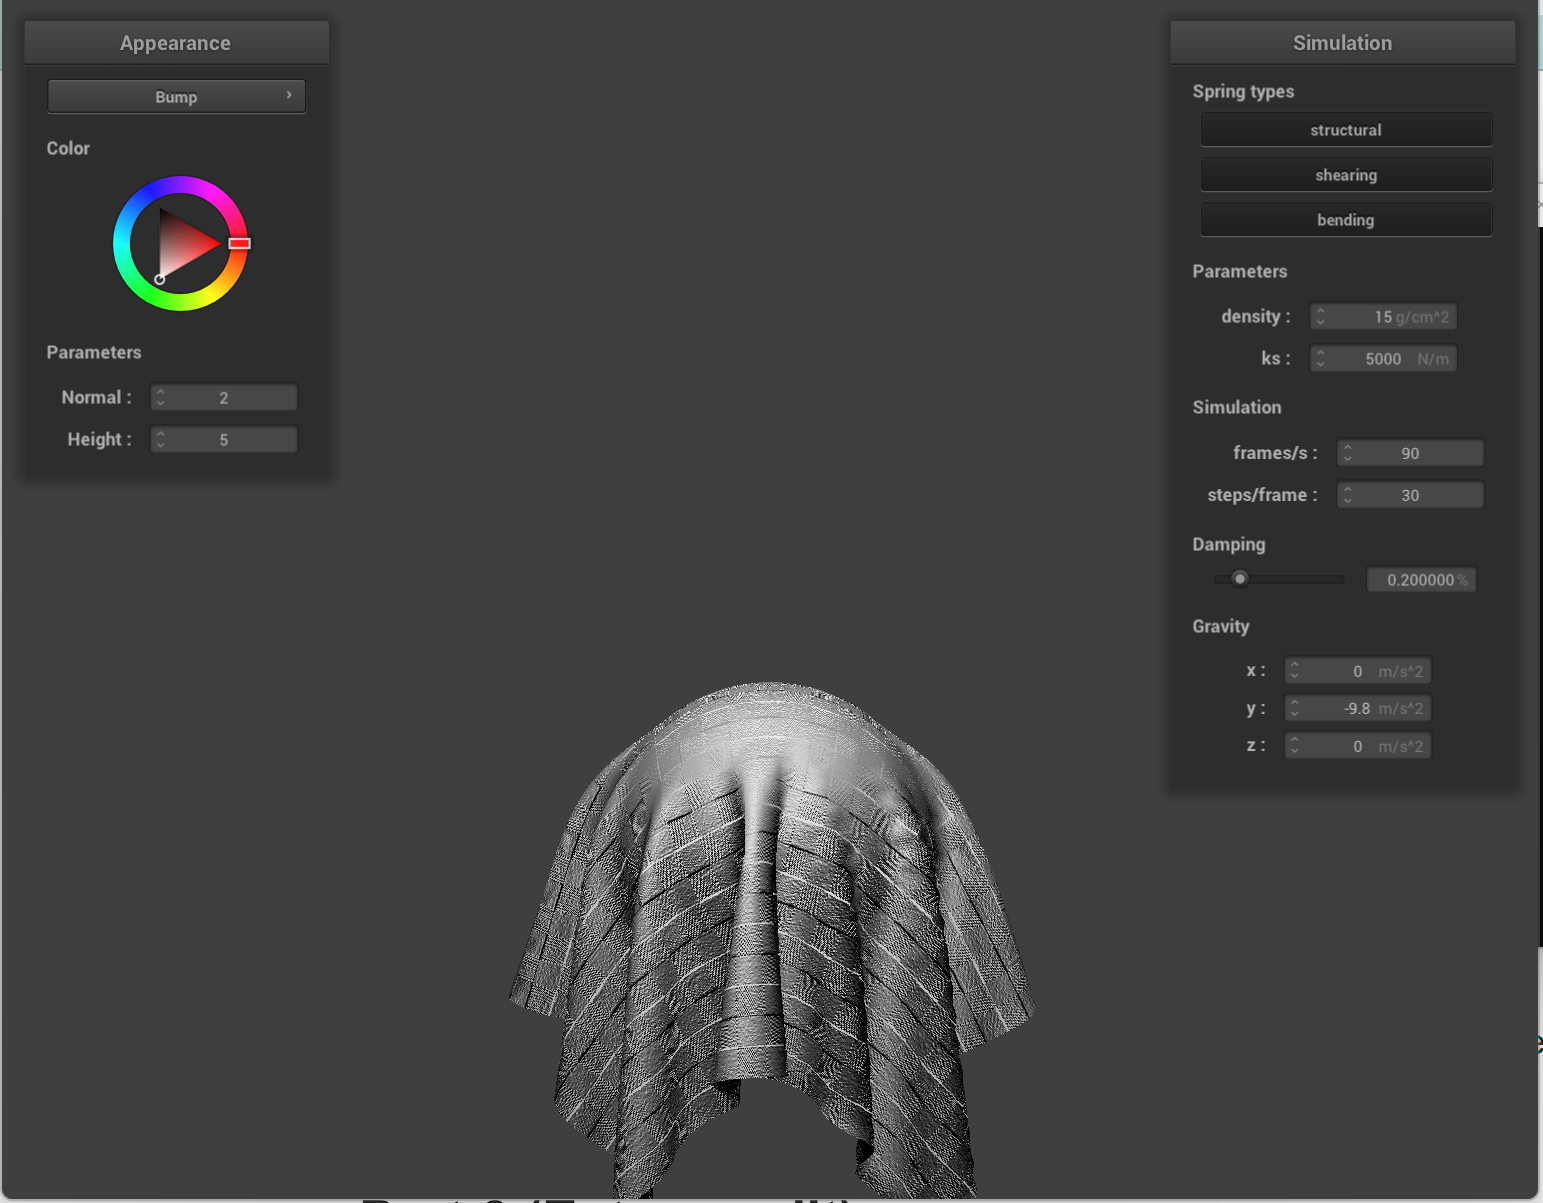 Appearance
Bump
Color
Parameters
Normal : 2
Height : 5
Simulation
Spring types
structural
shearing
bending
Parameters
density : 15 g/cm^2
ks : 5000 N/m
Simulation
frames/s : 90
steps/frame : 30
Damping
0.200000 %
Gravity
x : 0 m/s^2
y : -9.8 m/s^2
z : 0 m/s^2